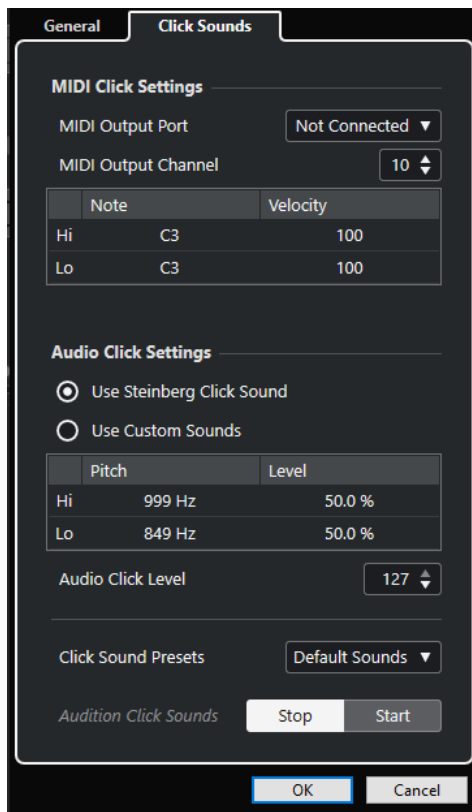 General Click Sounds
MIDI Click Settings
MIDI Output Port Not Connected
MIDI Output Channel 10
Note Velocity
Hi C3 100
Lo C3 100
Audio Click Settings
Use Steinberg Click Sound
Use Custom Sounds
Pitch Level
Hi 999 Hz 50.0 %
Lo 849 Hz 50.0 %
Audio Click Level 127
Click Sound Presets Default Sounds
Audition Click Sounds Stop Start
OK Cancel